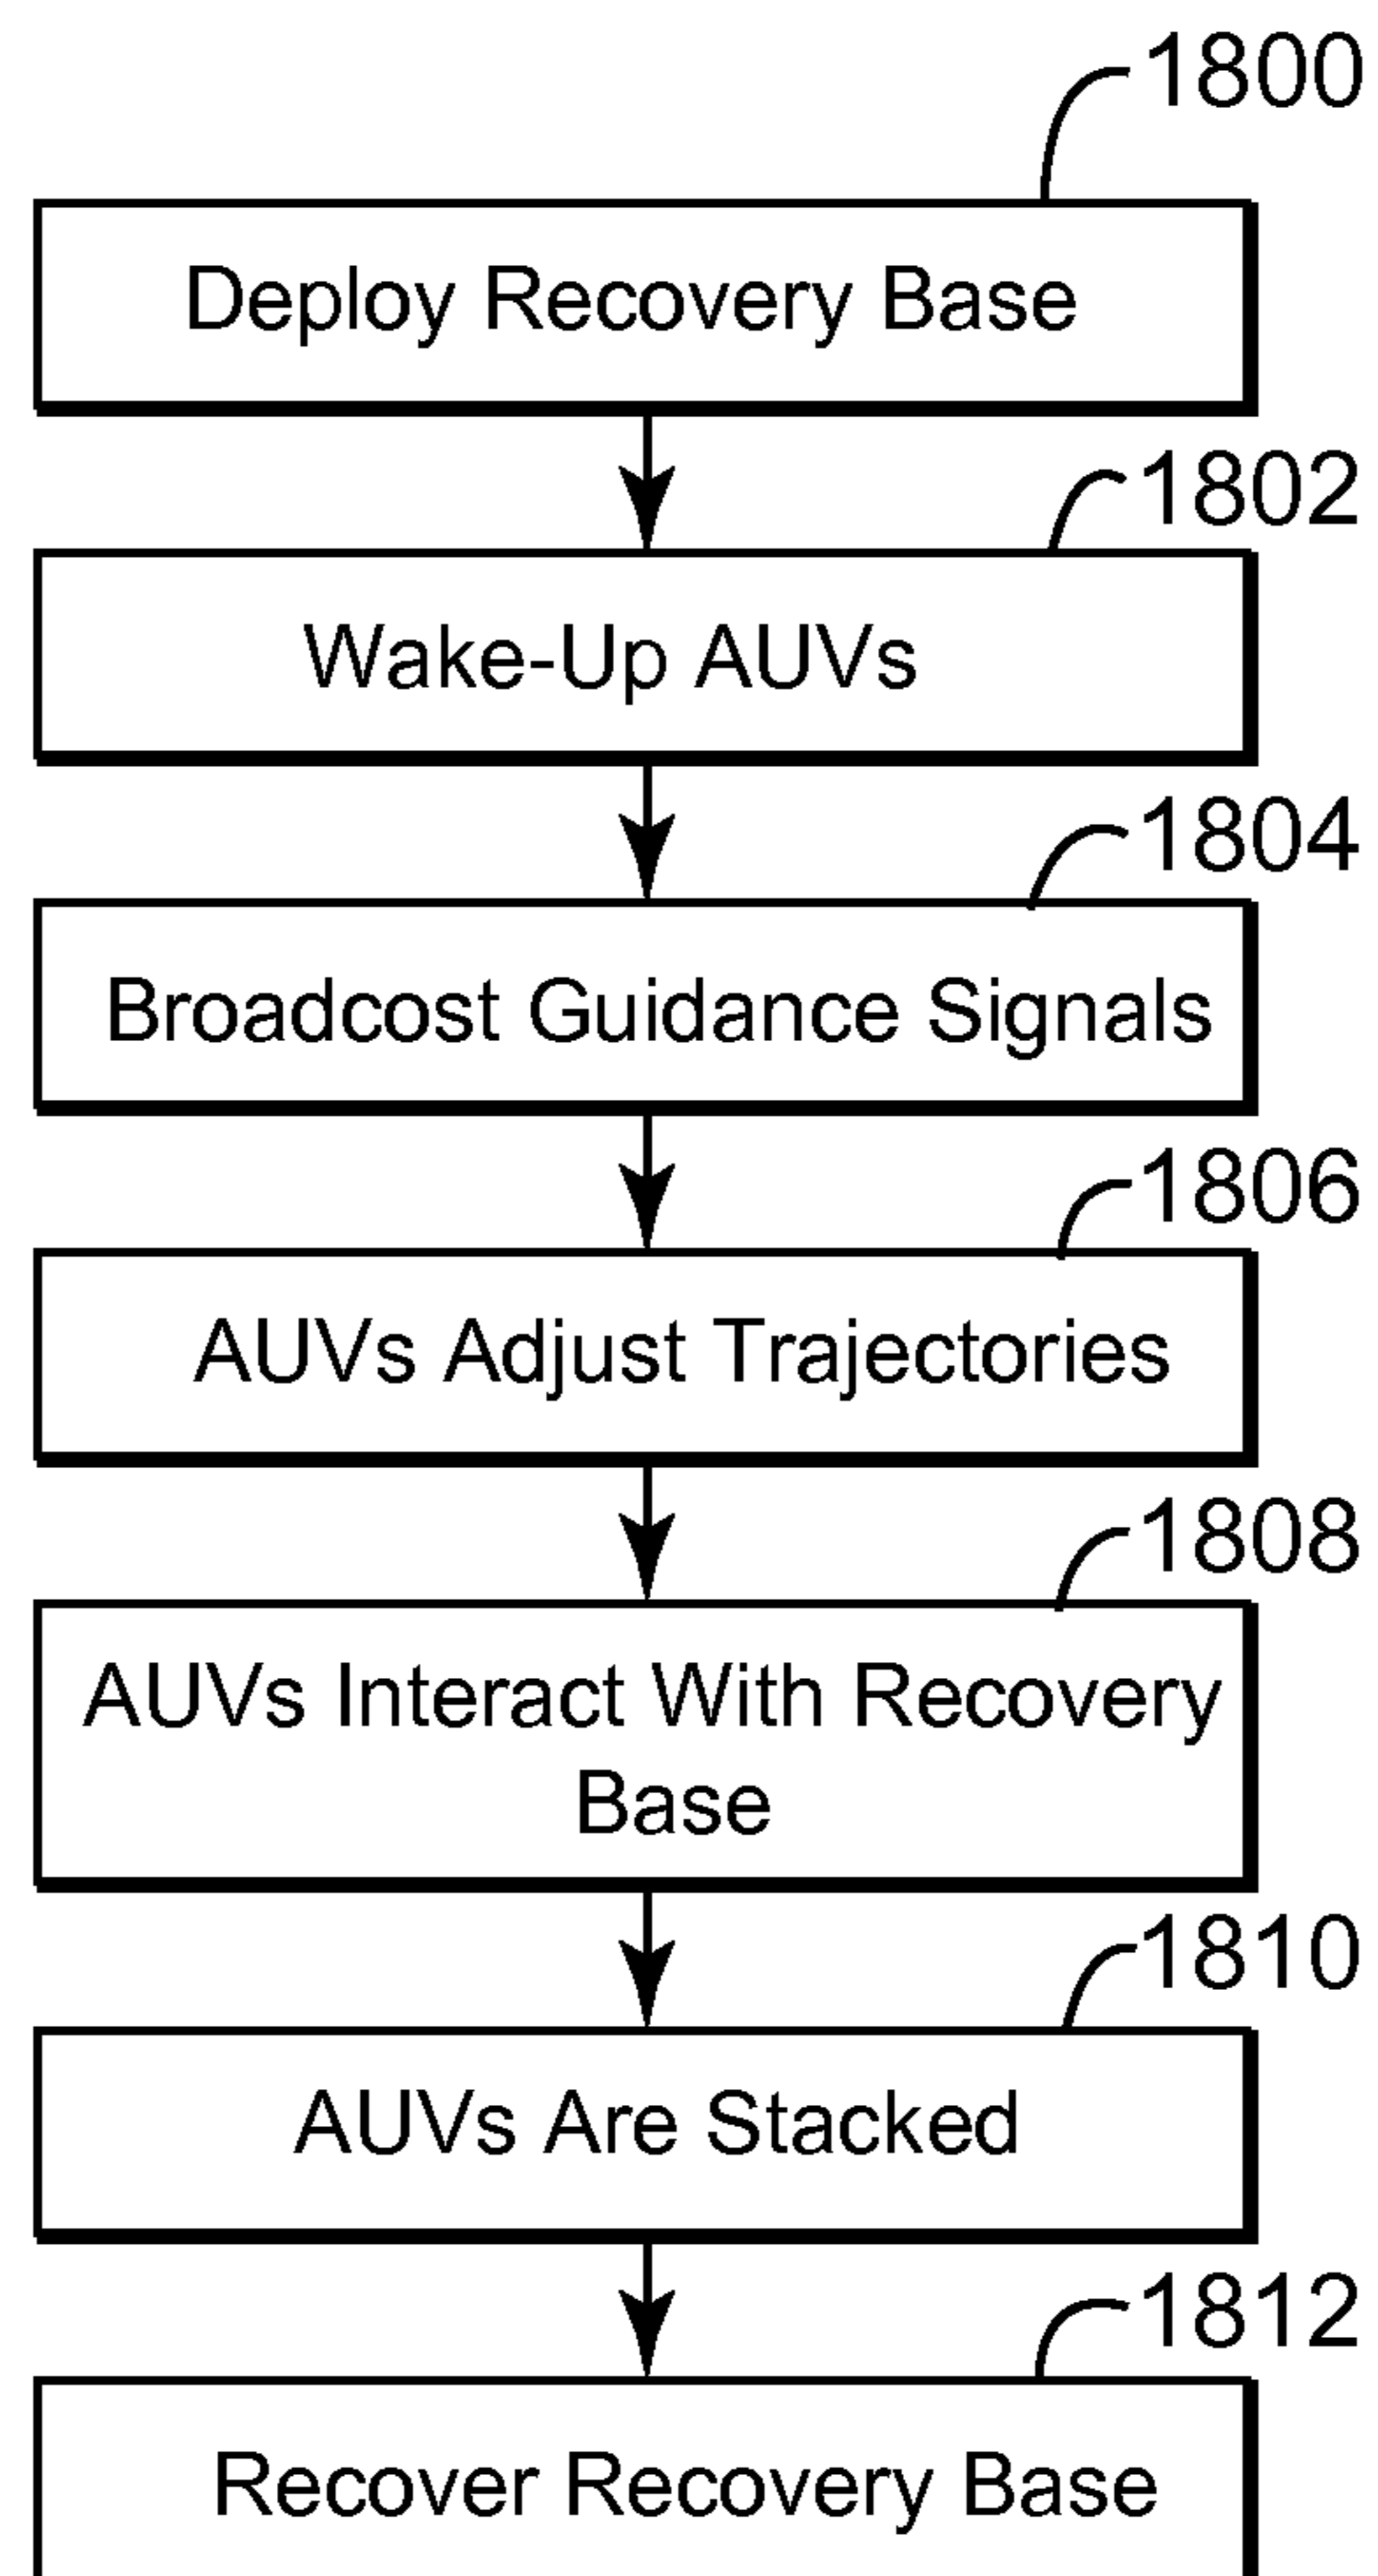 1800
Deploy Recovery Base
1802
Wake-Up AUVs
1804
Broadcost Guidance Signals
1806
AUVs Adjust Trajectories
1808
AUVs Interact With Recovery
Base
1810
AUVs Are Stacked
1812
Recover Recovery Base